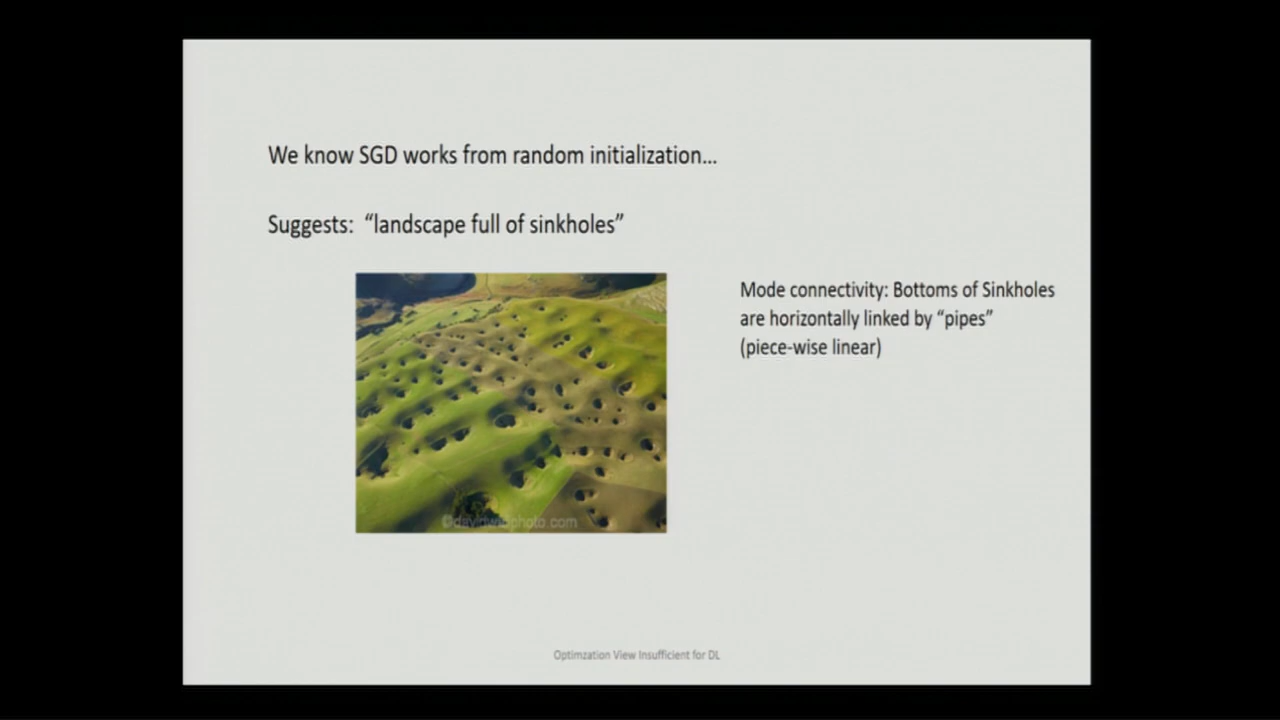 We know SGD works from random initialization...
Suggests: “landscape full of sinkholes”
Mode connectivity: Bottoms of Sinkholes
are horizontally linked by “pipes”
(piece-wise linear)
Optimzation View Insufficient for DL